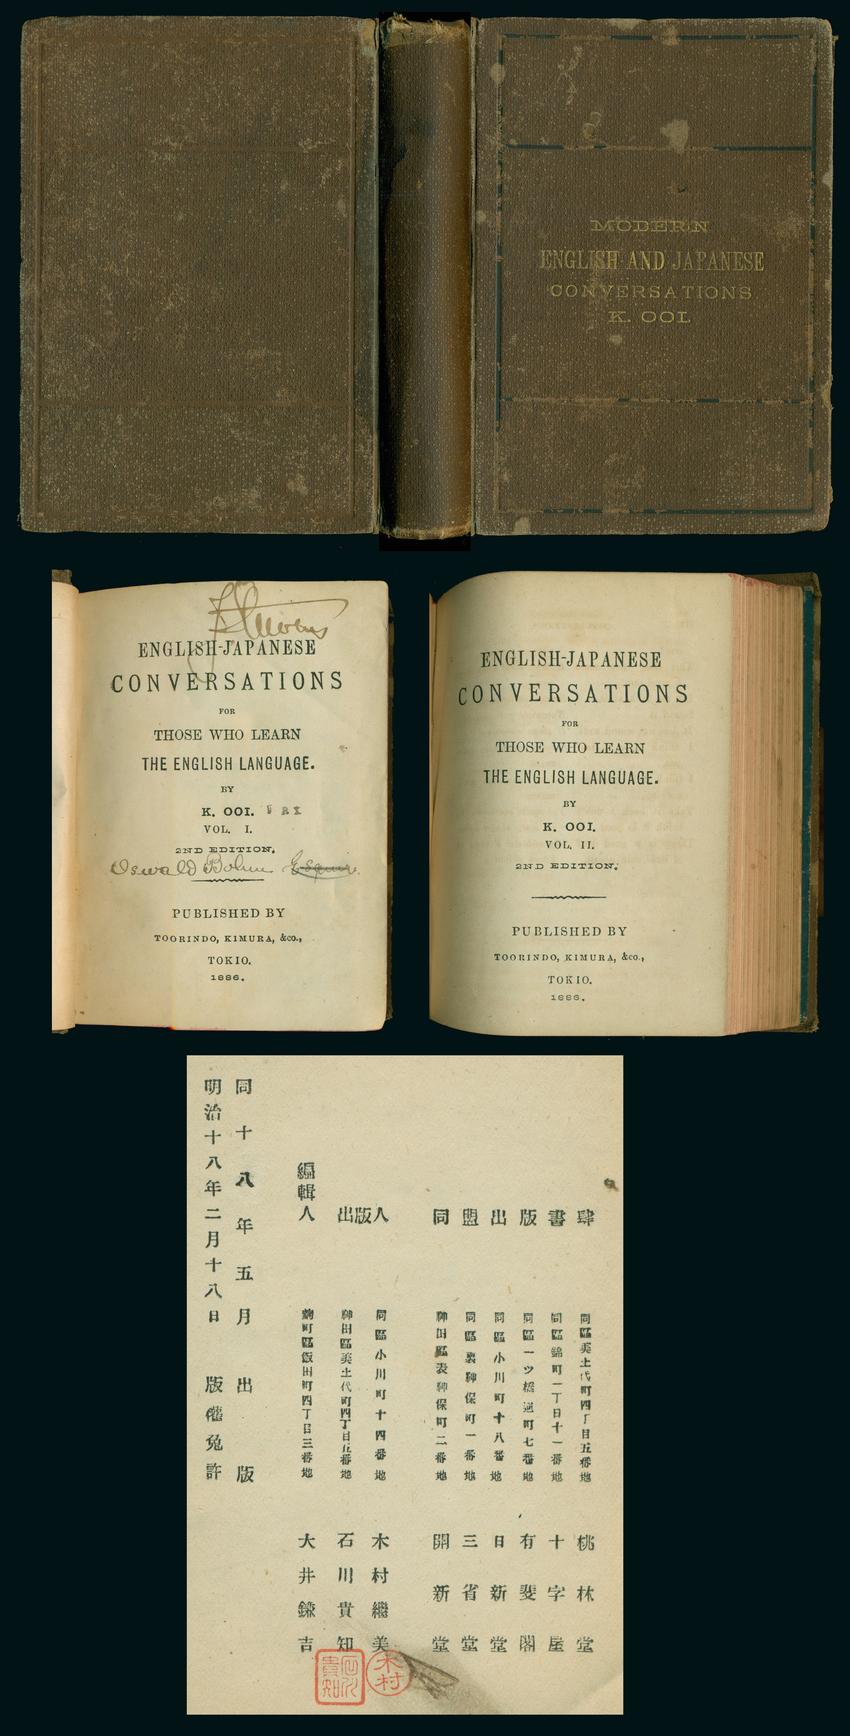 MODERN
ENGLISH AND JAPANESE
CONVERSATIONS
K. OOI.
ENGLISH-JAPANESE
CONVERSATIONS
FOR
THOSE WHO LEARN
THE ENGLISH LANGUAGE.
BY
K. OOI.
VOL. I.
2ND EDITION.
Oswald Bohm Esquire.
PUBLISHED BY
TOORINDO, KIMURA, &co.,
TOKIO.
1886.
ENGLISH-JAPANESE
CONVERSATIONS
FOR
THOSE WHO LEARN
THE ENGLISH LANGUAGE.
BY
K. OOI.
VOL. II.
2ND EDITION.
PUBLISHED BY
TOORINDO, KIMURA, &co.,
TOKIO.
1886.
肆 同區美土代町四丁目五番地 桃林堂
書 同區錦町一丁目十一番地 十字屋
版 同區一ツ橋通町七番地 有斐閣
出 同區小川町十八番地 日新堂
盟 同區裏神保町一番地 三省堂
同 神田區表神保町二番地 開新堂
出版人 同區小川町十四番地 木村繼美
神田區美土代町四丁目五番地 石川貴知
編輯人 麹町區飯田町四丁目三番地 大井鎌吉
同十八年五月出版
明治十八年二月十八日版權免許
木村
石川貴知